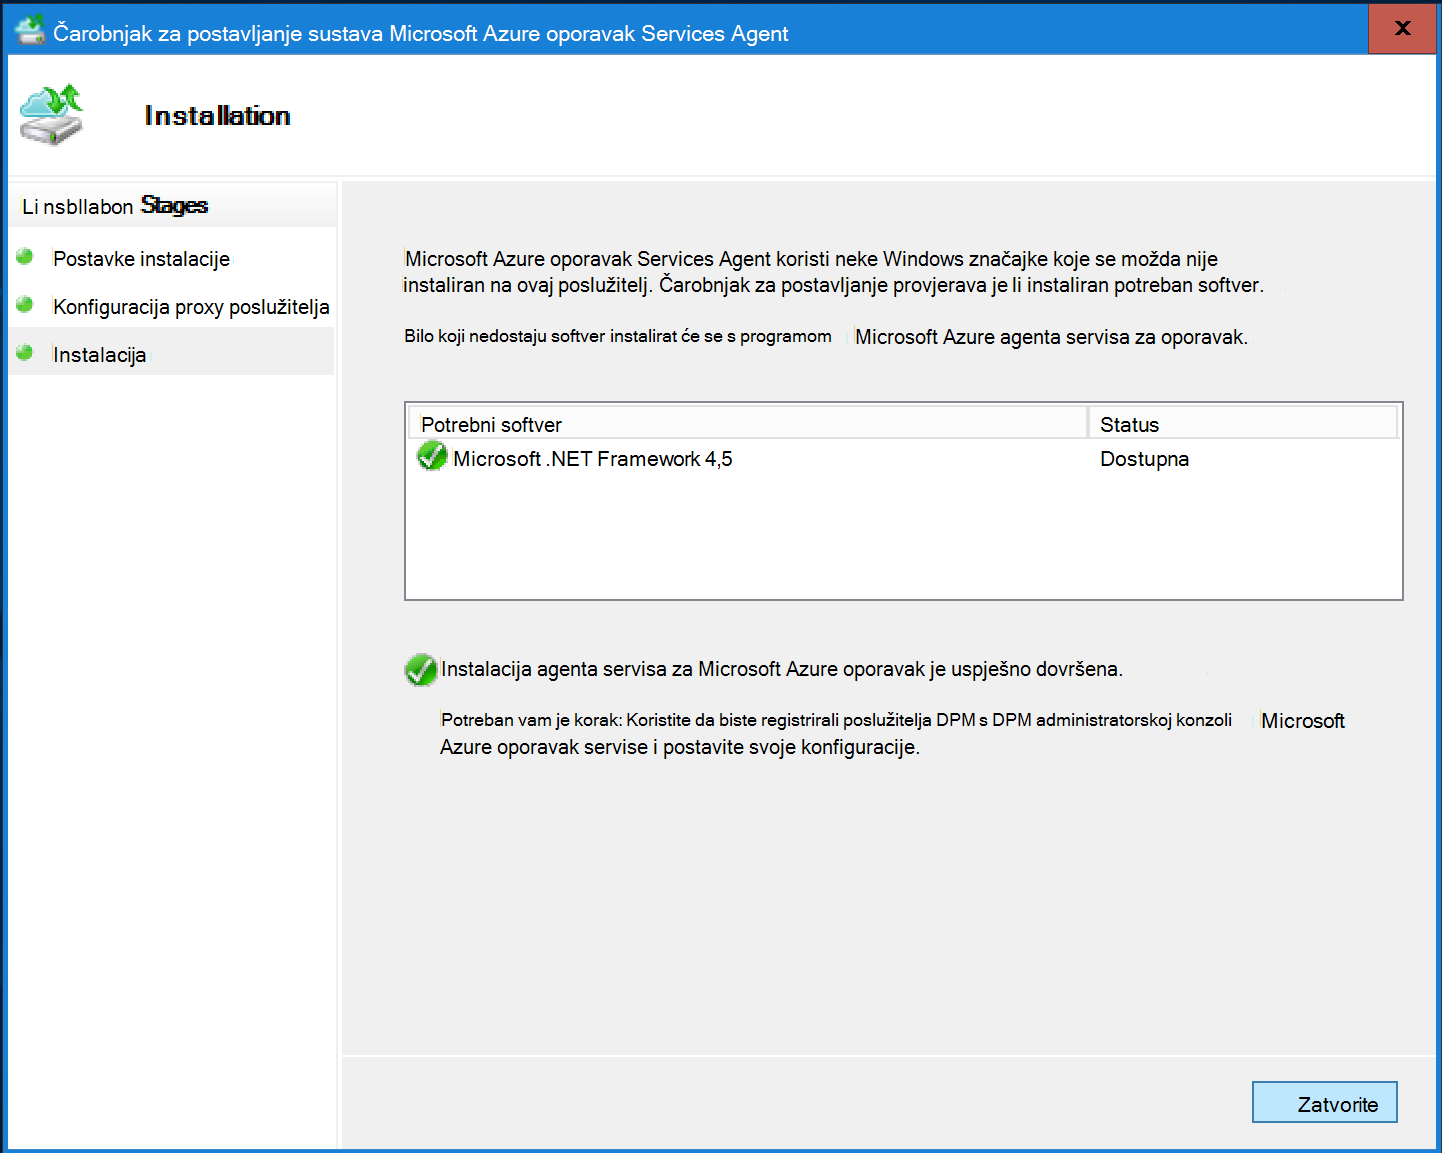 Čarobnjak za postavljanje sustava Microsoft Azure oporavak Services Agent
x
Installation
Li nsbllabon Stages
Postavke instalacije
Konfiguracija proxy poslužitelja
Instalacija
Microsoft Azure oporavak Services Agent koristi neke Windows značajke koje se možda nije
instaliran na ovaj poslužitelj. Čarobnjak za postavljanje provjerava je li instaliran potreban softver.
Bilo koji nedostaju softver instalirat će se s programom Microsoft Azure agenta servisa za oporavak.
Potrebni softver Status
Microsoft .NET Framework 4,5 Dostupna
Instalacija agenta servisa za Microsoft Azure oporavak je uspješno dovršena.
Potreban vam je korak: Koristite da biste registrirali poslužitelja DPM s DPM administratorskoj konzoli Microsoft
Azure oporavak servise i postavite svoje konfiguracije.
Zatvorite